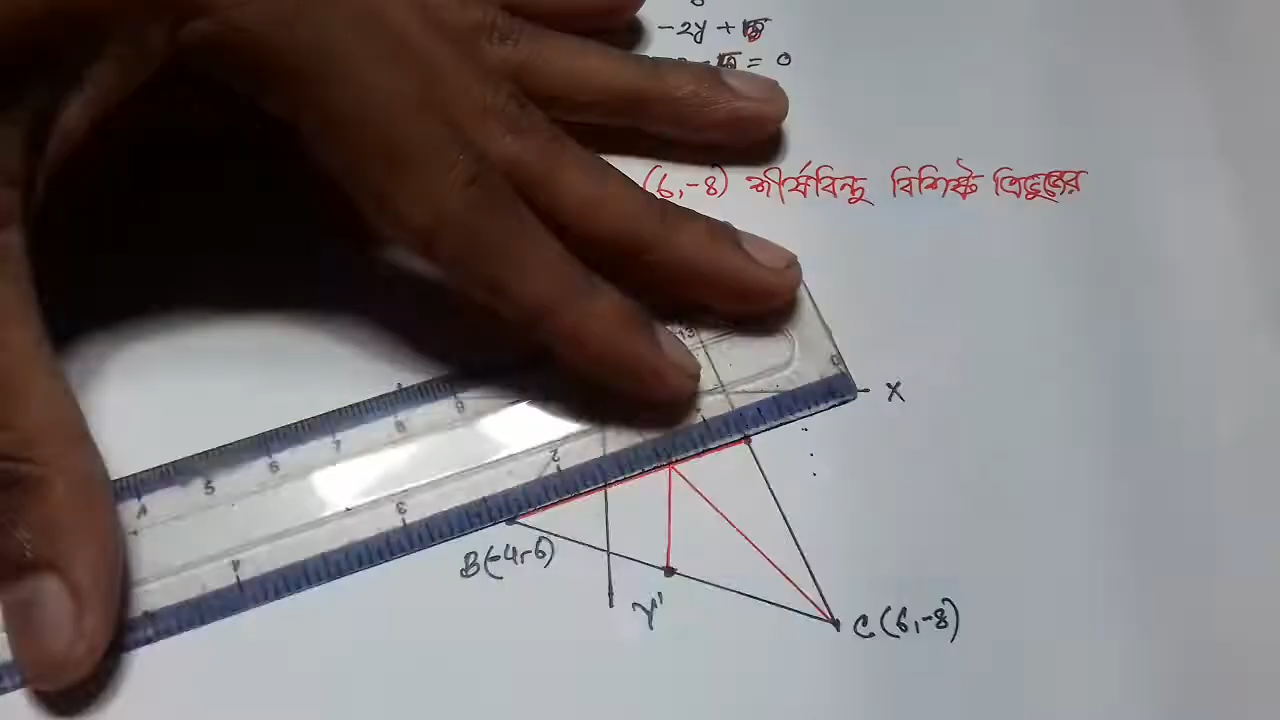 -2y +
= 0
(6,-8) শীর্ষবিন্দু বিশিষ্ট ত্রিভুজের
X
B(-4,-6)
Y'
C(6,-8)